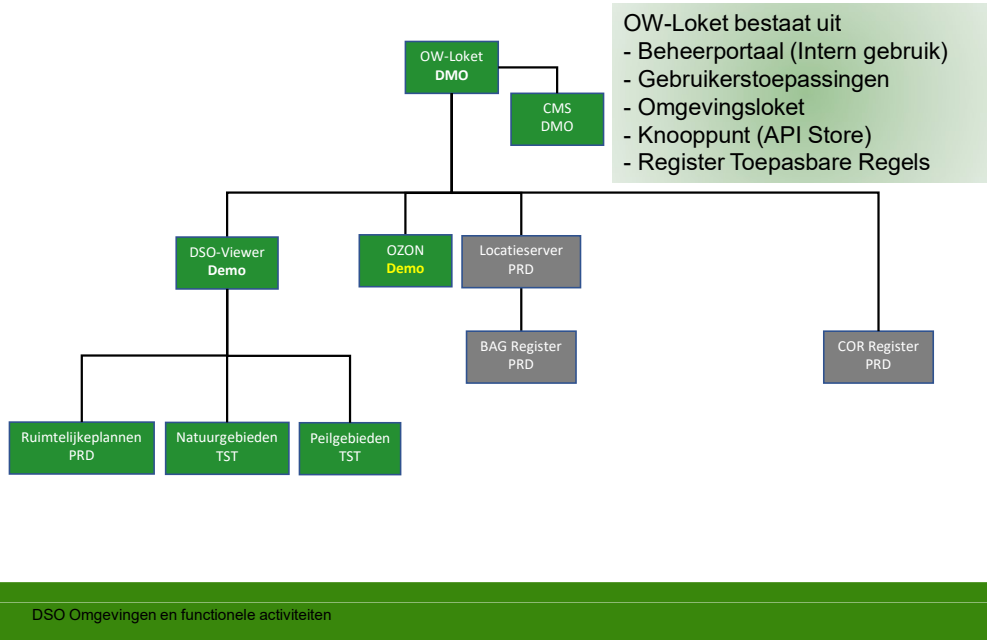 OW-Loket bestaat uit
- Beheerportaal (Intern gebruik)
- Gebruikerstoepassingen
- Omgevingsloket
- Knooppunt (API Store)
- Register Toepasbare Regels
OW-Loket
DMO
CMS
DMO
DSO-Viewer
Demo
OZON
Demo
Locatieserver
PRD
BAG Register
PRD
COR Register
PRD
Ruimtelijkeplannen
PRD
Natuurgebieden
TST
Peilgebieden
TST
DSO Omgevingen en functionele activiteiten